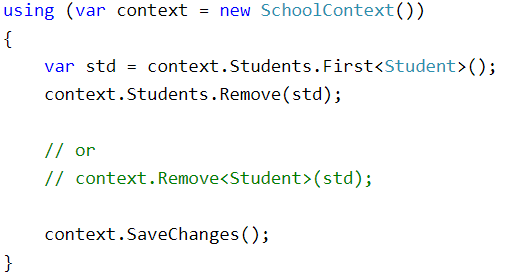 using (var context = new SchoolContext())
{
    var std = context.Students.First<Student>();
    context.Students.Remove(std);

    // or
    // context.Remove<Student>(std);

    context.SaveChanges();
}